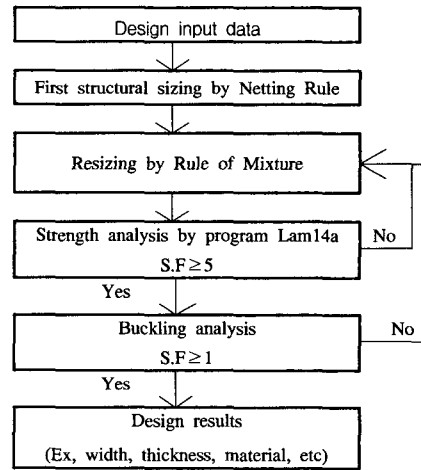 Design input data
First structural sizing by Netting Rule
Resizing by Rule of Mixture
Strength analysis by program Lam14a
S.F≥5
No
Yes
Buckling analysis
S.F≥1
No
Yes
Design results
(Ex, width, thickness, material, etc)